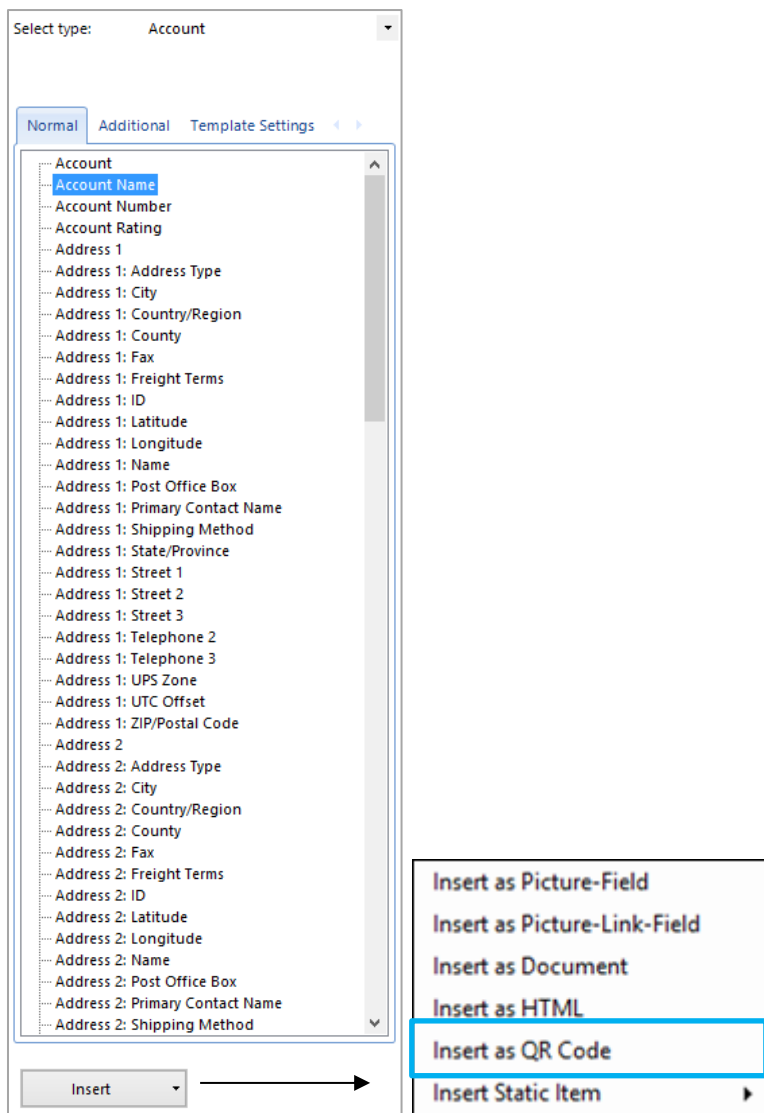 Select type: Account
Normal Additional Template Settings
Account
Account Name
Account Number
Account Rating
Address 1
Address 1: Address Type
Address 1: City
Address 1: Country/Region
Address 1: County
Address 1: Fax
Address 1: Freight Terms
Address 1: ID
Address 1: Latitude
Address 1: Longitude
Address 1: Name
Address 1: Post Office Box
Address 1: Primary Contact Name
Address 1: Shipping Method
Address 1: State/Province
Address 1: Street 1
Address 1: Street 2
Address 1: Street 3
Address 1: Telephone 2
Address 1: Telephone 3
Address 1: UPS Zone
Address 1: UTC Offset
Address 1: ZIP/Postal Code
Address 2
Address 2: Address Type
Address 2: City
Address 2: Country/Region
Address 2: County
Address 2: Fax
Address 2: Freight Terms
Address 2: ID
Address 2: Latitude
Address 2: Longitude
Address 2: Name
Address 2: Post Office Box
Address 2: Primary Contact Name
Address 2: Shipping Method
Insert
Insert as Picture-Field
Insert as Picture-Link-Field
Insert as Document
Insert as HTML
Insert as QR Code
Insert Static Item